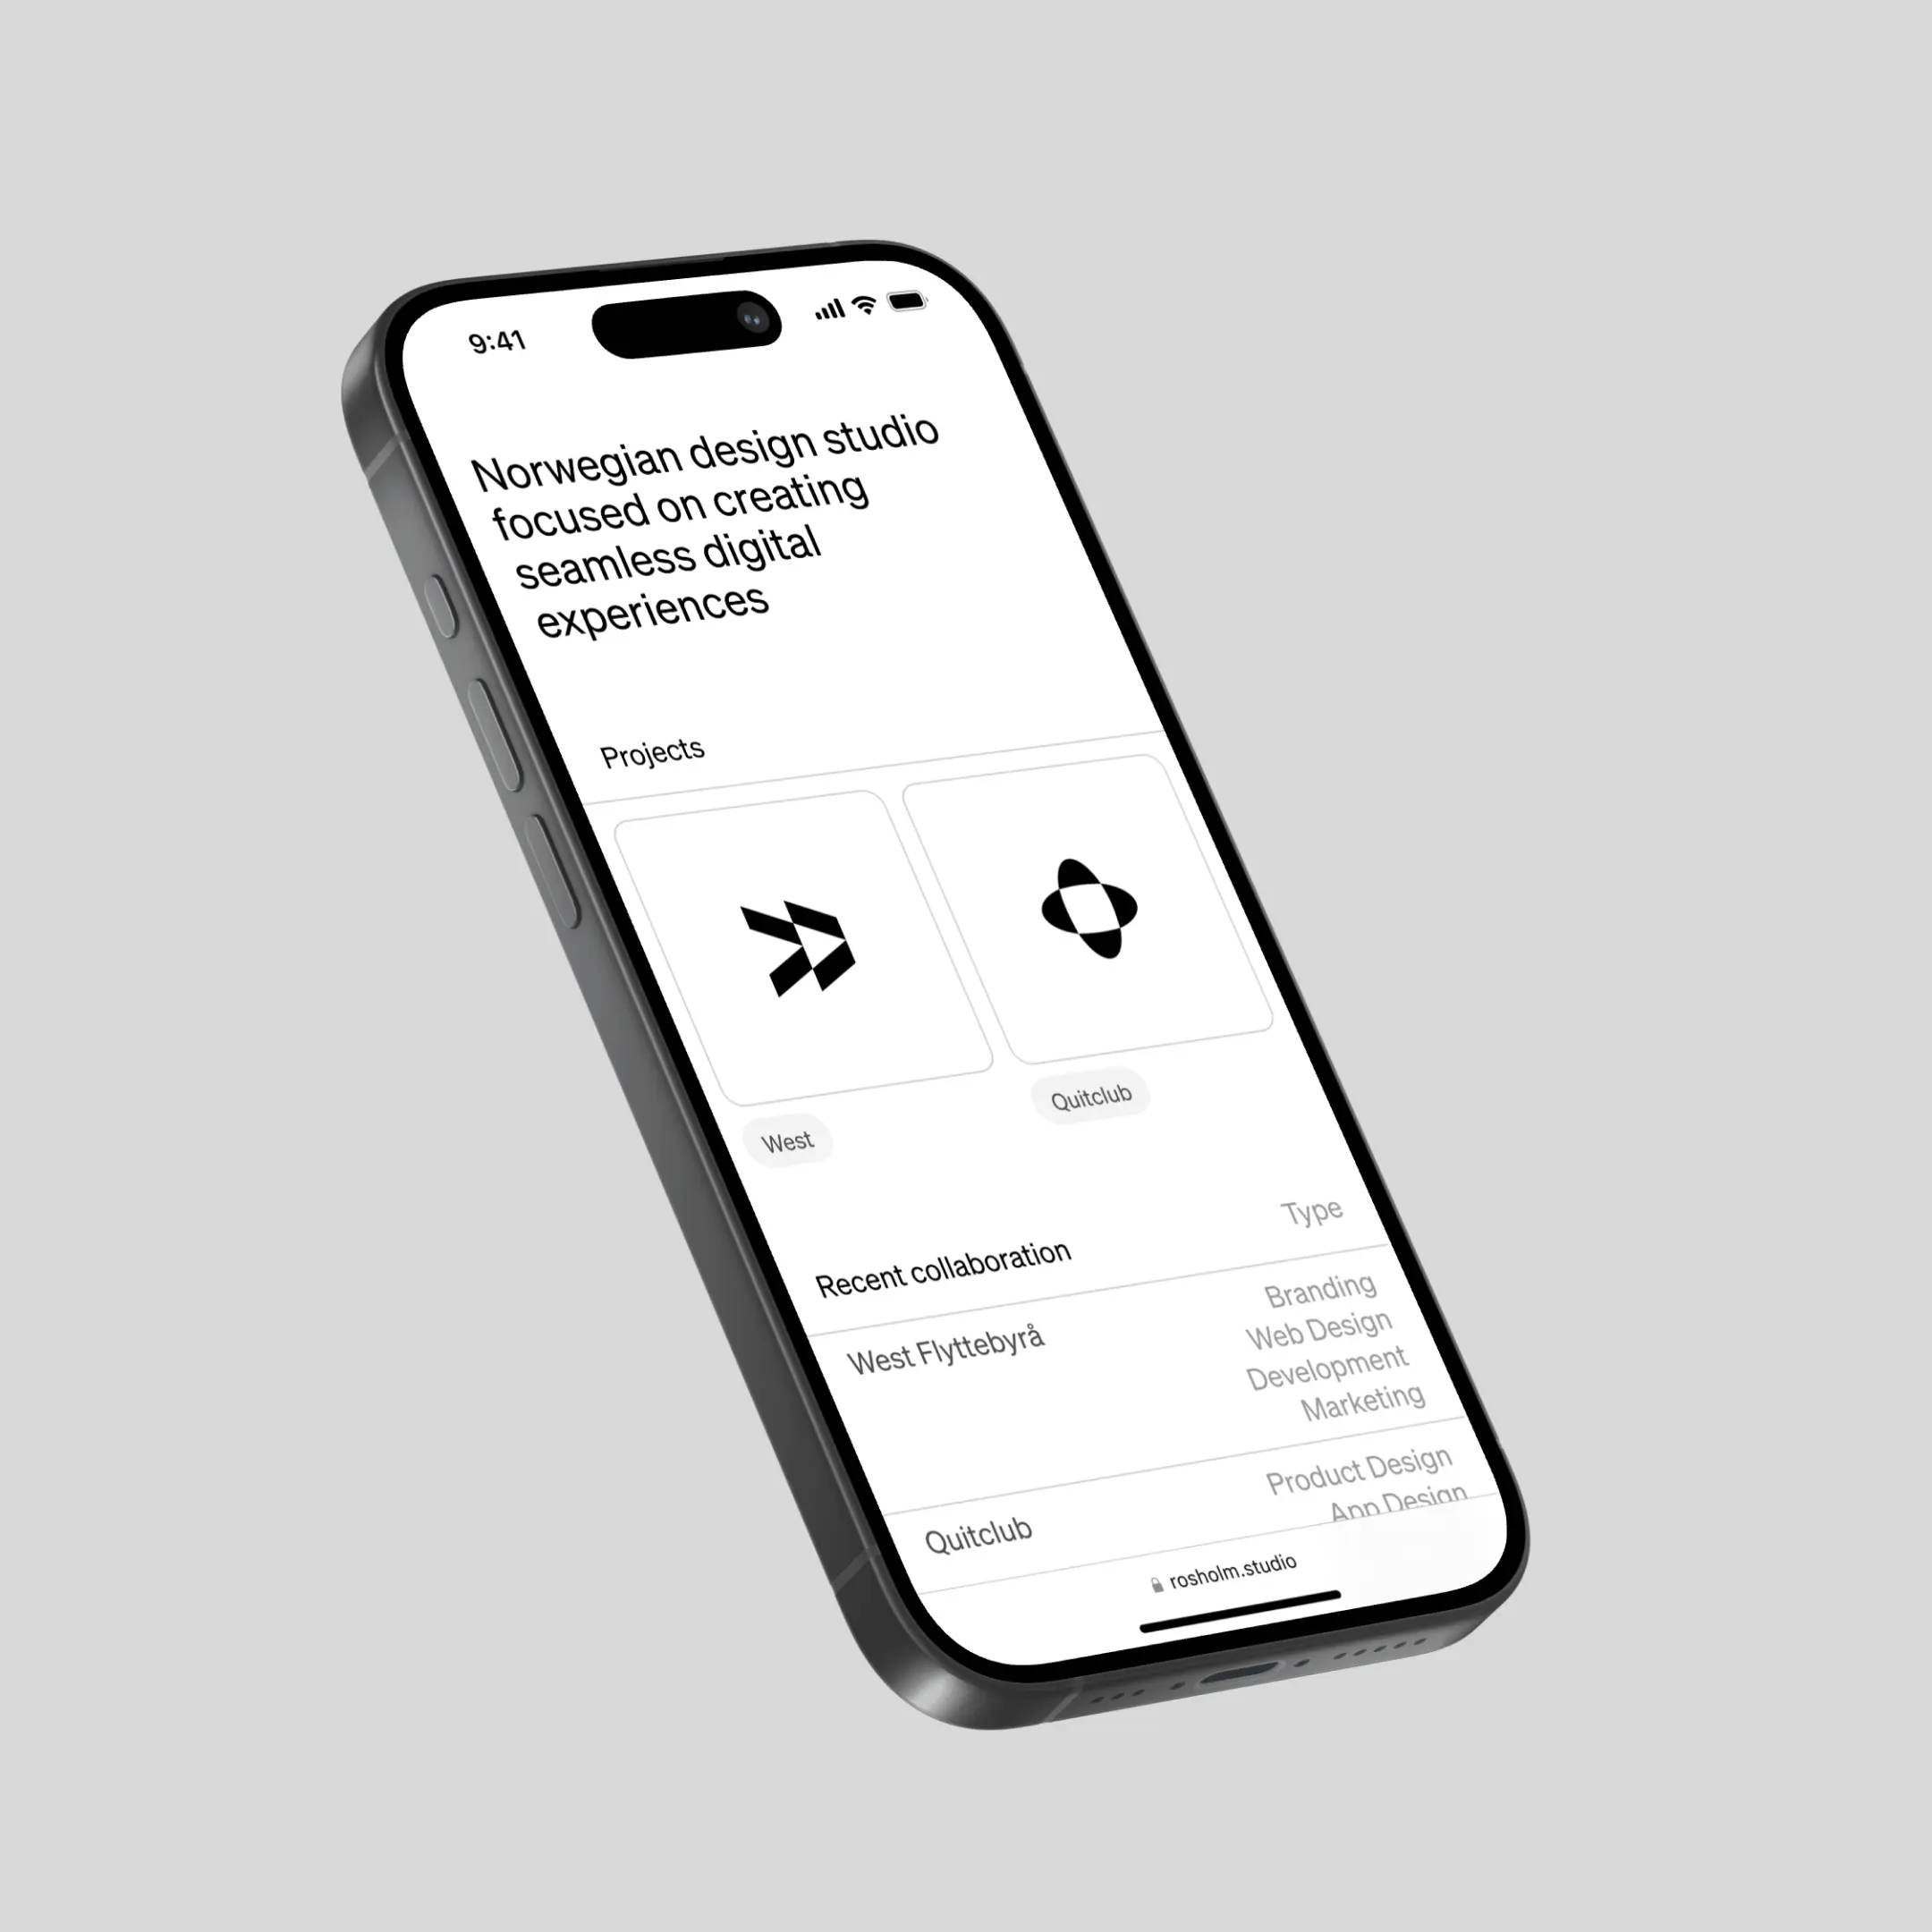 9:41
Norwegian design studio
focused on creating
seamless digital
experiences
Projects
West
Quitclub
Recent collaboration
Type
West Flyttebyrå
Branding
Web Design
Development
Marketing
Quitclub
Product Design
App Design
rosholm.studio